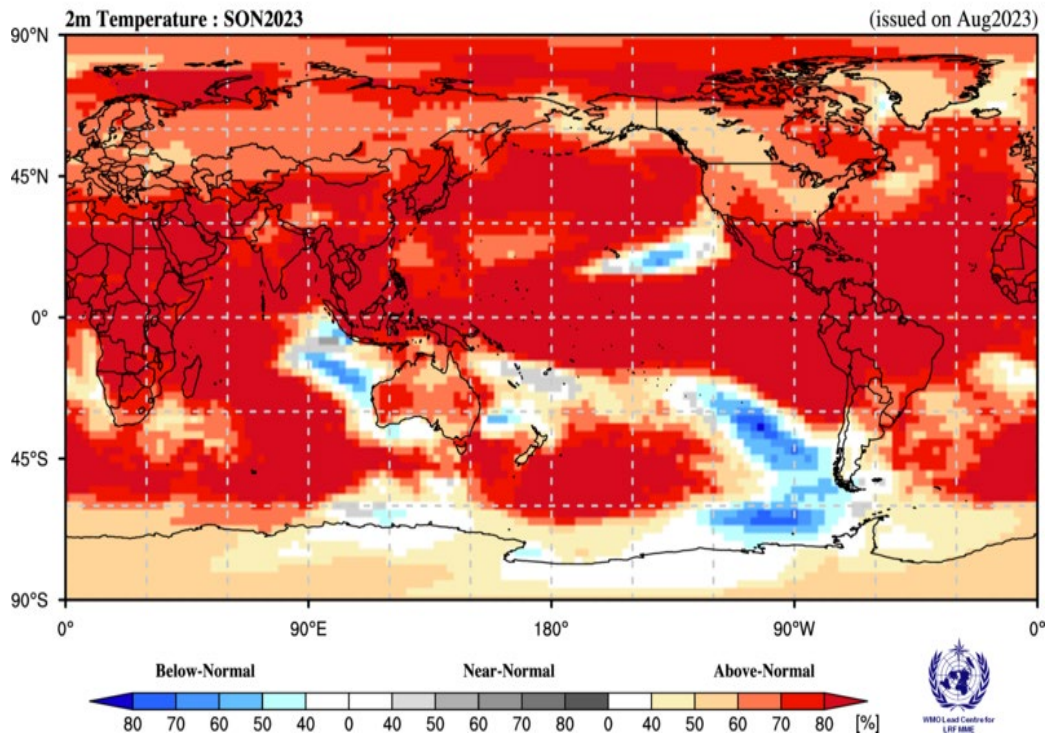 2m Temperature : SON2023 (issued on Aug2023)
90°N
45°N
0°
45°S
90°S
0° 90°E 180° 90°W 0°
Below-Normal Near-Normal Above-Normal
80 70 60 50 40 0 40 50 60 70 80 0 40 50 60 70 80 [%]
WMO Lead Centre for
LRF MME